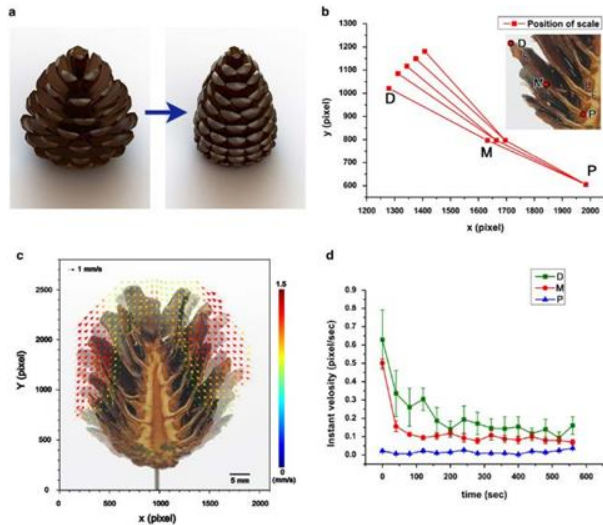 a
b
Position of scale
D
M
P
1300
1200
1100
1000
900
800
700
600
y (pixel)
D
M
P
1200 1300 1400 1500 1600 1700 1800 1900 2000
x (pixel)
c
→ 1 mm/s
2500
2000
1500
1000
500
0
Y (pixel)
1.5
0
(mm/s)
5 mm
0 500 1000 1500 2000
x (pixel)
d
D
M
P
0.9
0.8
0.7
0.6
0.5
0.4
0.3
0.2
0.1
0.0
Instant velosity (pixel/sec)
0 100 200 300 400 500 600
time (sec)